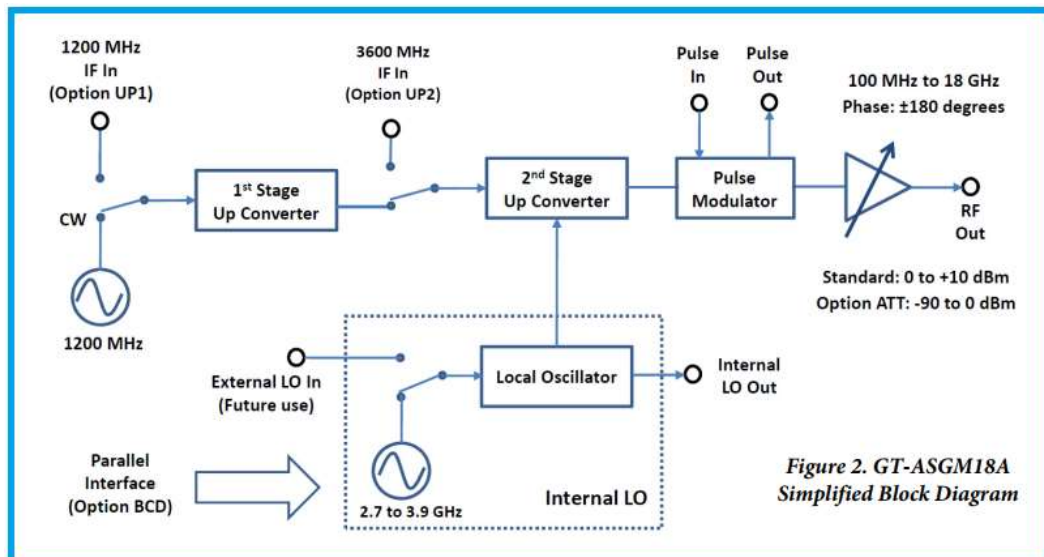 1200 MHz
IF In
(Option UP1)
3600 MHz
IF In
(Option UP2)
Pulse
In
Pulse
Out
100 MHz to 18 GHz
Phase: ±180 degrees
CW
1st Stage
Up Converter
2nd Stage
Up Converter
Pulse
Modulator
RF
Out
1200 MHz
Standard: 0 to +10 dBm
Option ATT: -90 to 0 dBm
External LO In
(Future use)
Local Oscillator
Internal
LO Out
Parallel
Interface
(Option BCD)
2.7 to 3.9 GHz
Internal LO
Figure 2. GT-ASGM18A
Simplified Block Diagram